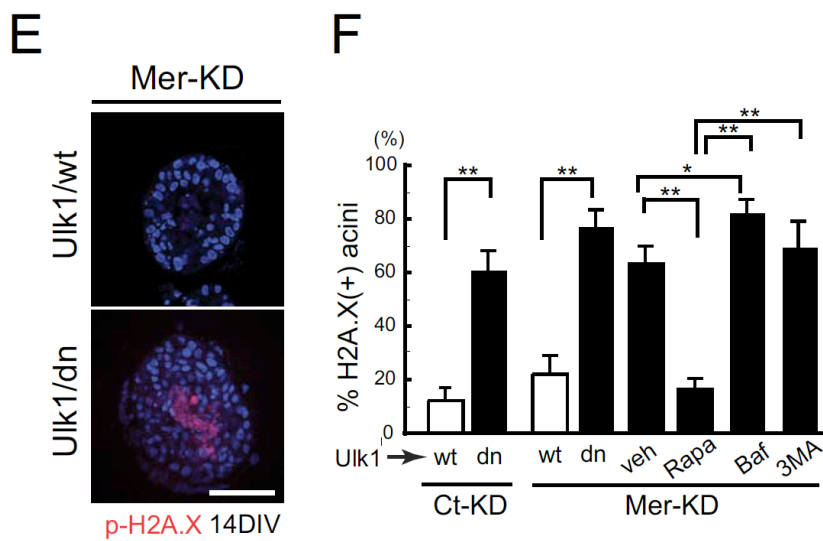 E
Mer-KD
Ulk1/wt
Ulk1/dn
p-H2A.X 14DIV
F
(%)
% H2A.X(+) acini
100
80
60
40
20
0
**
**
**
*
**
**
Ulk1 wt dn wt dn veh Rapa Baf 3MA
Ct-KD Mer-KD